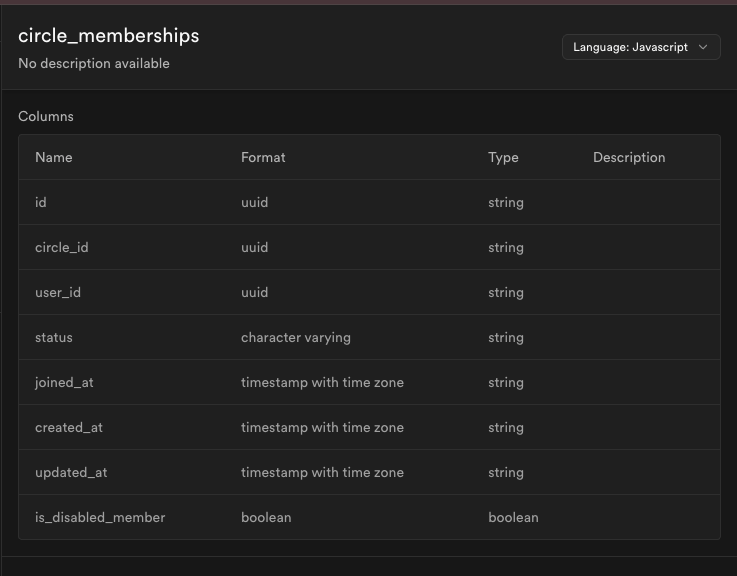 circle_memberships
No description available
Language: Javascript
Columns
Name Format Type Description
id uuid string
circle_id uuid string
user_id uuid string
status character varying string
joined_at timestamp with time zone string
created_at timestamp with time zone string
updated_at timestamp with time zone string
is_disabled_member boolean boolean